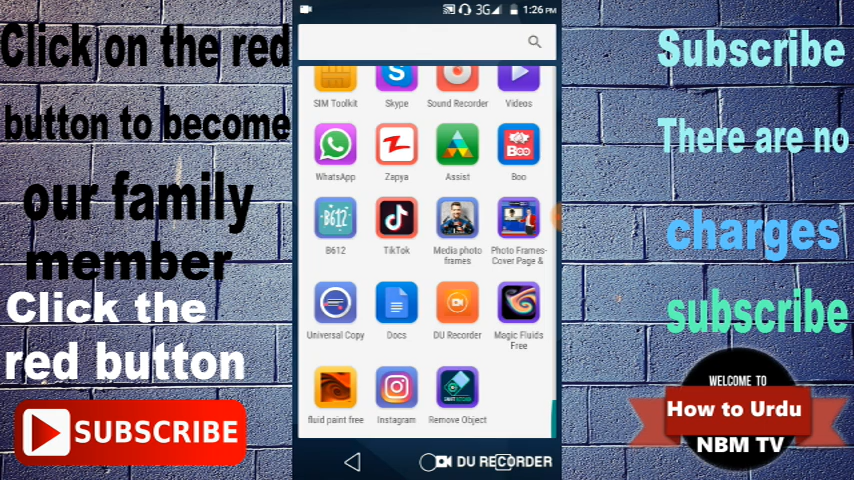 Click on the red
button to become
our family
member
Click the
red button
SUBSCRIBE
3G 1:26 PM
SIM Toolkit
Skype
Sound Recorder
Videos
WhatsApp
Zapya
Assist
Boo
Boo
B612
B612
TikTok
Media photo
frames
Photo Frames-
Cover Page &
Universal Copy
Docs
DU Recorder
Magic Fluids
Free
fluid paint free
Instagram
Remove Object
DU RECORDER
Subscribe
There are no
charges
subscribe
WELCOME TO
How to Urdu
NBM TV